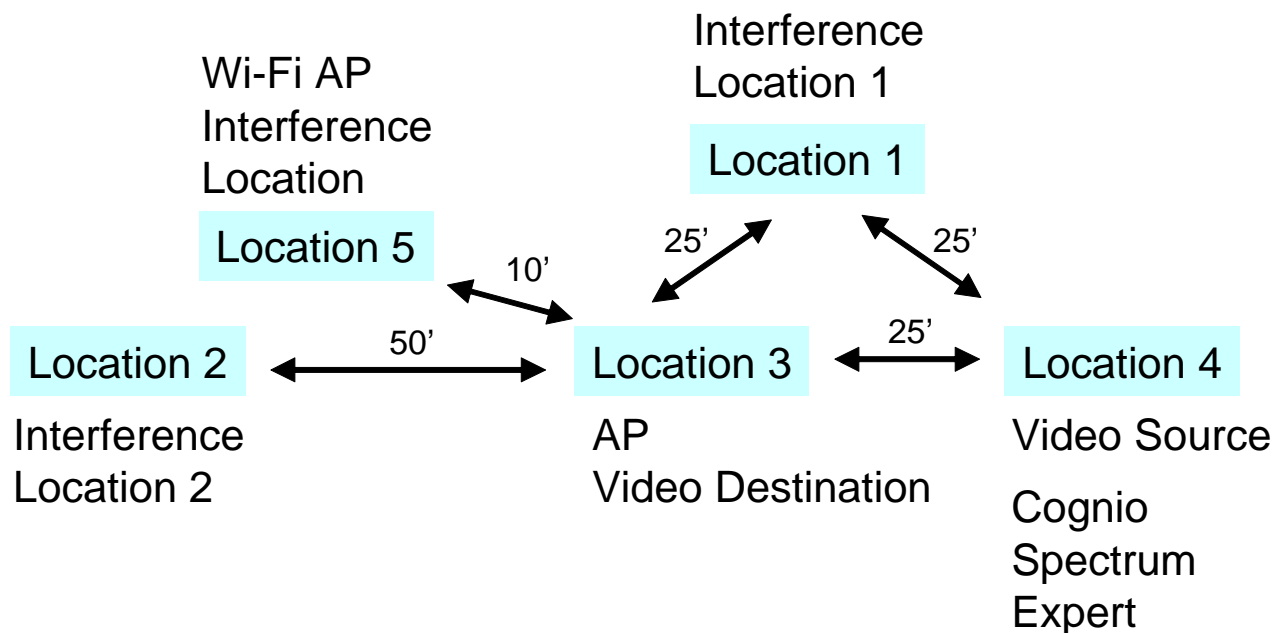 Interference
Location 1
Wi-Fi AP
Interference
Location
Location 1
Location 5
25’
25’
10’
Location 2
50’
Location 3
25’
Location 4
Interference
Location 2
AP
Video Destination
Video Source
Cognio
Spectrum
Expert